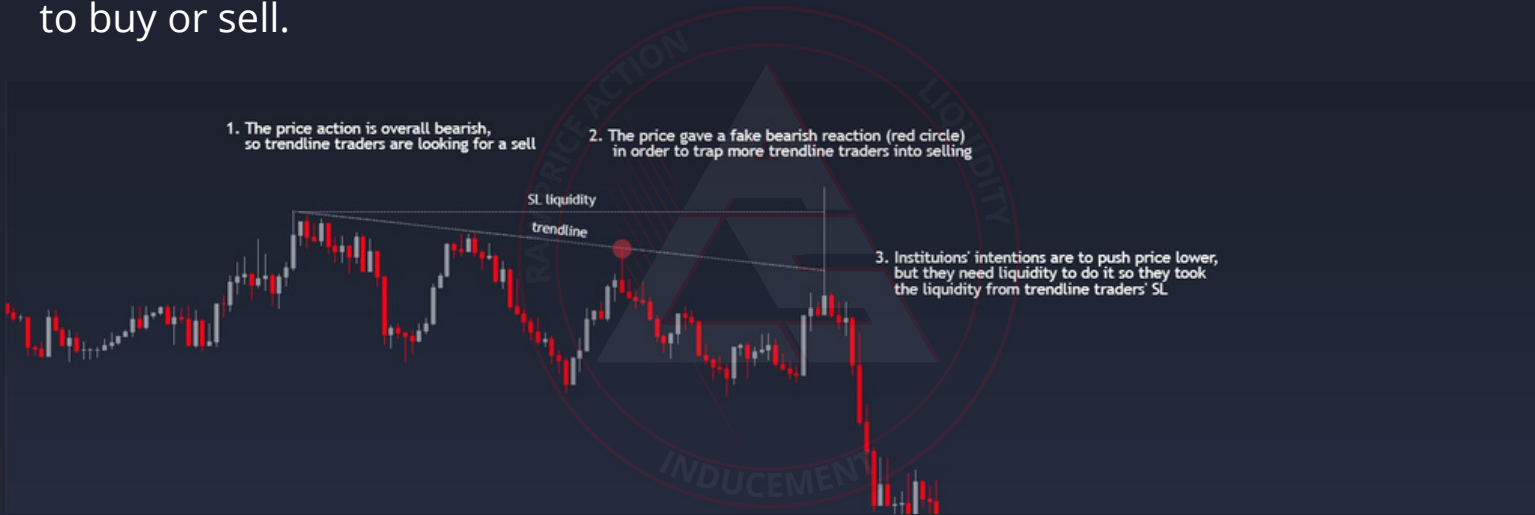 to buy or sell.
1. The price action is overall bearish,
so trendline traders are looking for a sell
2. The price gave a fake bearish reaction (red circle)
in order to trap more trendline traders into selling
SL liquidity
trendline
3. Instituions' intentions are to push price lower,
but they need liquidity to do it so they took
the liquidity from trendline traders' SL
PRICE ACTION
LIQUIDITY
INDUCEMENT